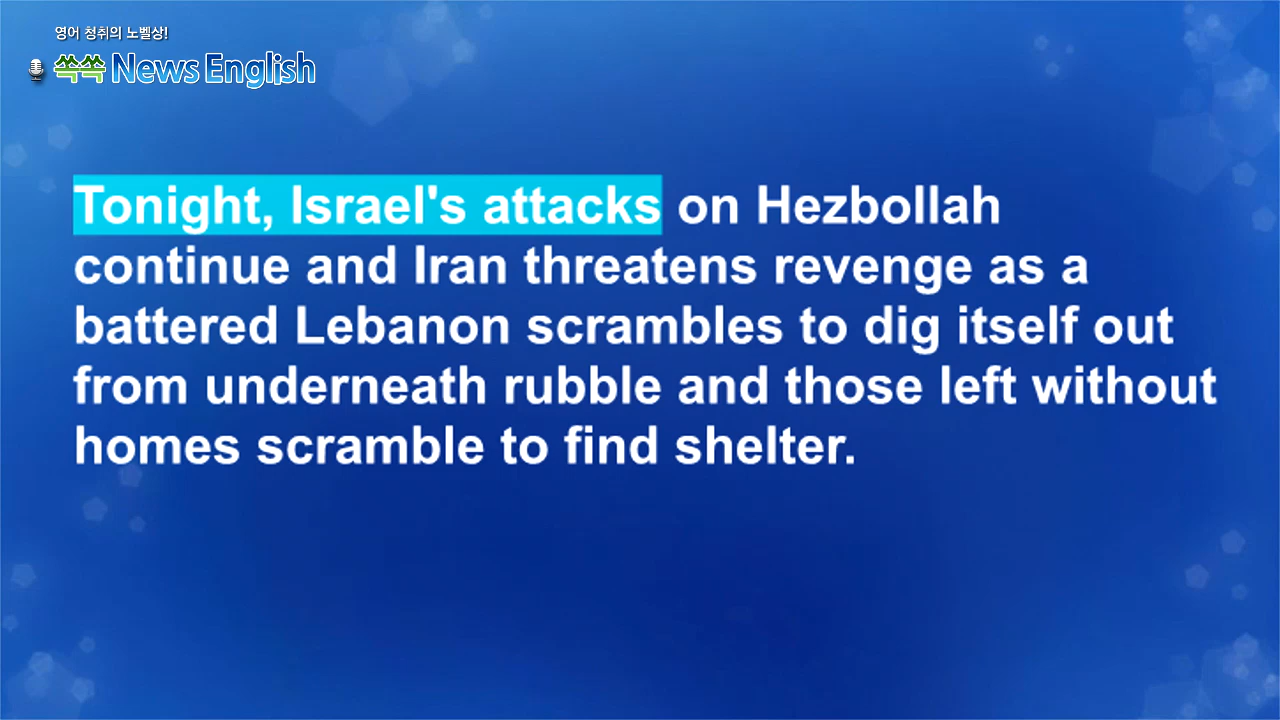 영어 청취의 노벨상!
쏙쏙 News English
Tonight, Israel's attacks on Hezbollah
continue and Iran threatens revenge as a
battered Lebanon scrambles to dig itself out
from underneath rubble and those left without
homes scramble to find shelter.